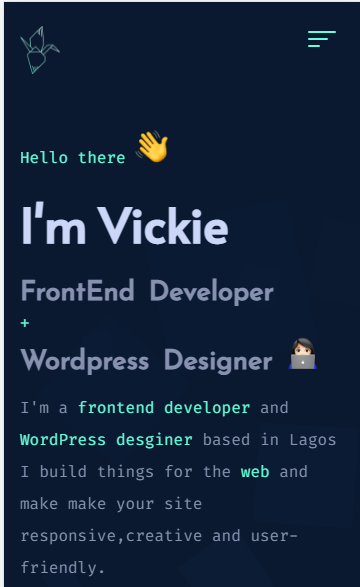 Hello there 👋
I'm Vickie
FrontEnd Developer
+
Wordpress Designer 👩🏻‍💻
I'm a frontend developer and
WordPress desginer based in Lagos
I build things for the web and
make make your site
responsive,creative and user-
friendly.